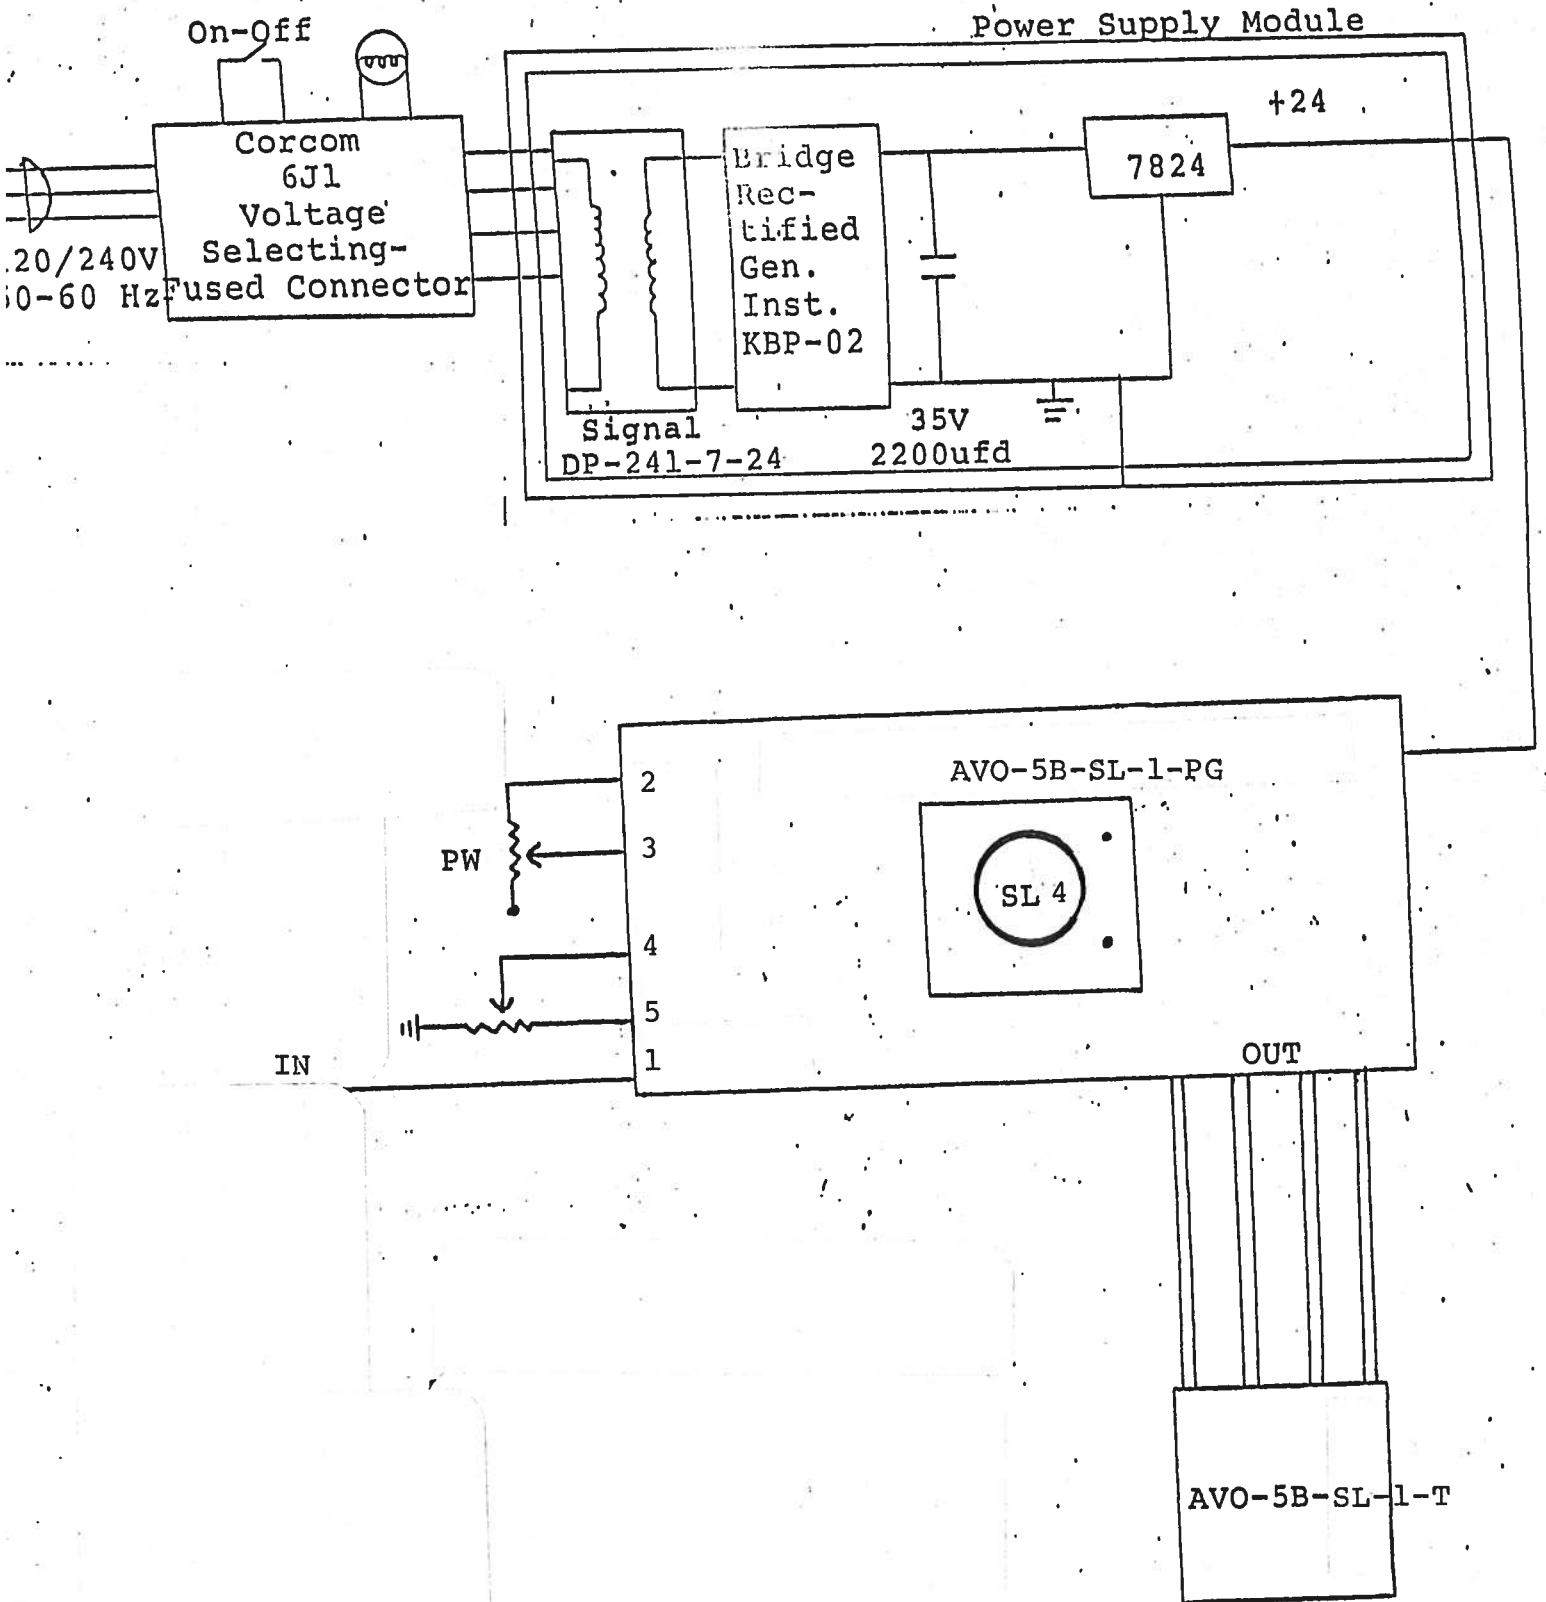 Power Supply Module
On-Off
+24
Corcom
6J1
Voltage
Selecting-
Fused Connector
.20/240V
50-60 Hz
Bridge
Rec-
tified
Gen.
Inst.
KBP-02
7824
Signal
DP-241-7-24
35V
2200ufd
AVO-5B-SL-1-PG
2
PW
3
SL 4
4
5
1
IN
OUT
AVO-5B-SL-1-T